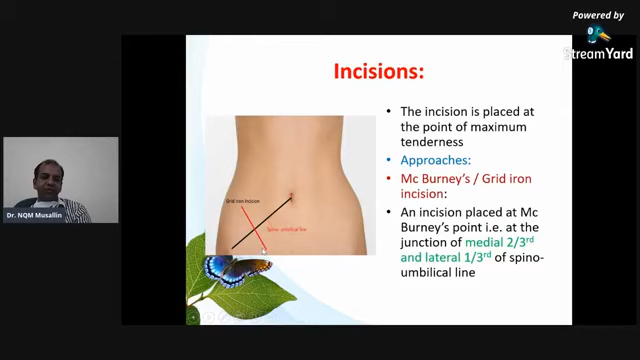 Powered by
StreamYard
Incisions:
• The incision is placed at
the point of maximum
tenderness
• Approaches:
• Mc Burney's / Grid iron
incision:
• An incision placed at Mc
Burney's point i.e. at the
junction of medial 2/3rd
and lateral 1/3rd of spino-
umbilical line
Grid iron incision
Spino umbilical line
Dr. NQM Musallin